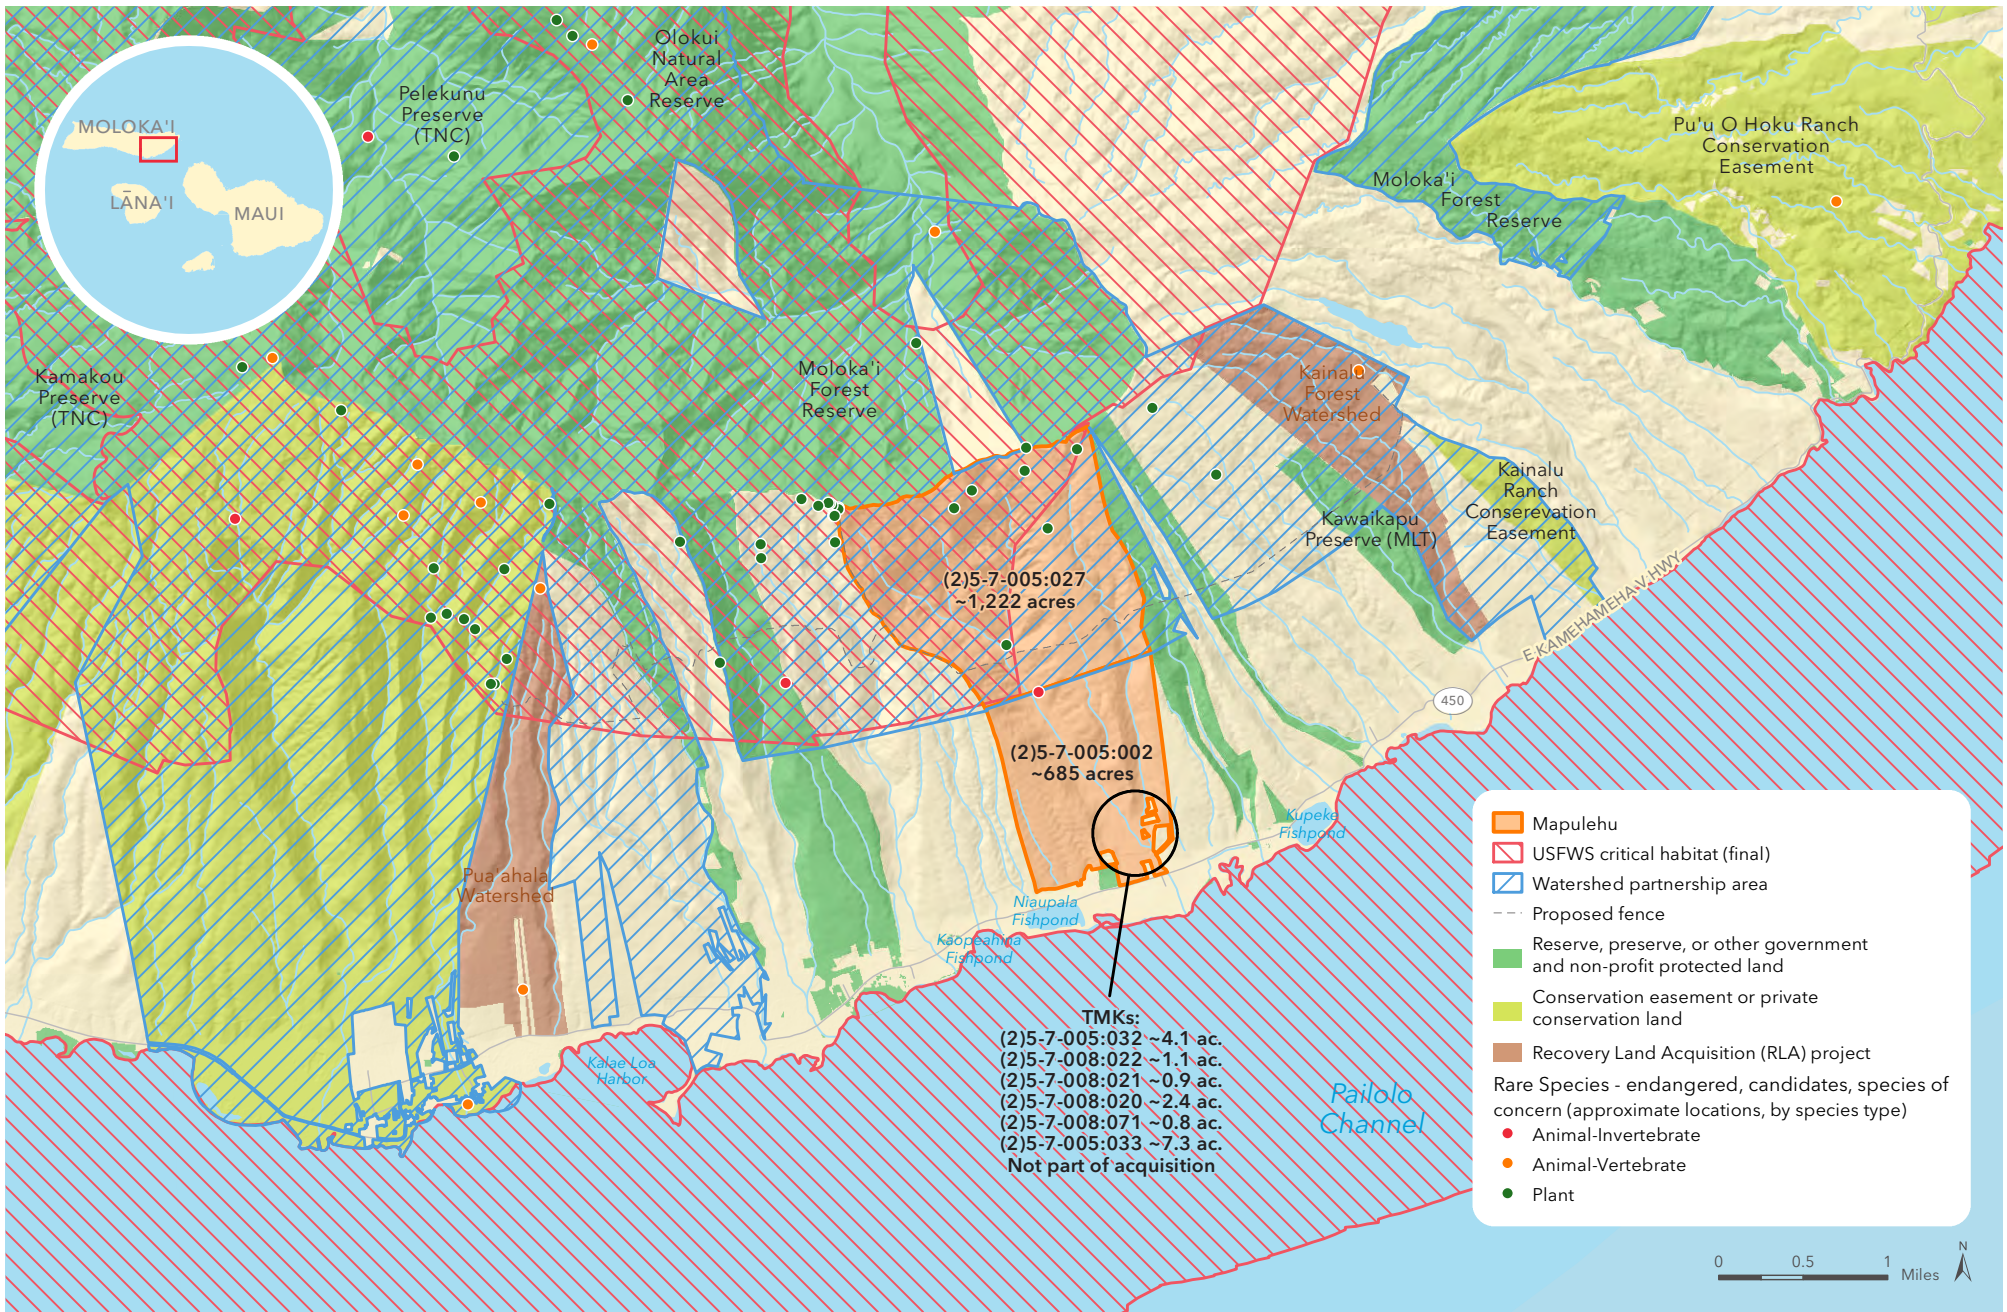 Olokui
Natural
Area
Reserve
Pelekunu
Preserve
(TNC)
MOLOKA'I
LĀNA'I
MAUI
Pu'u O Hoku Ranch
Conservation
Easement
Moloka'i
Forest
Reserve
Kamakou
Preserve
(TNC)
Moloka'i
Forest
Reserve
Kainalu
Forest
Watershed
Kainalu
Ranch
Conserevation
Easement
Kawaikapu
Preserve (MLT)
(2)5-7-005:027
~1,222 acres
E KAMEHAMEHA V HWY
450
(2)5-7-005:002
~685 acres
Pua'ahala
Watershed
Kupeke
Fishpond
Niaupala
Fishpond
Kaopeahina
Fishpond
Kalae Loa
Harbor
TMKs:
(2)5-7-005:032 ~4.1 ac.
(2)5-7-008:022 ~1.1 ac.
(2)5-7-008:021 ~0.9 ac.
(2)5-7-008:020 ~2.4 ac.
(2)5-7-008:071 ~0.8 ac.
(2)5-7-005:033 ~7.3 ac.
Not part of acquisition
Pailolo
Channel
Mapulehu
USFWS critical habitat (final)
Watershed partnership area
Proposed fence
Reserve, preserve, or other government
and non-profit protected land
Conservation easement or private
conservation land
Recovery Land Acquisition (RLA) project
Rare Species - endangered, candidates, species of
concern (approximate locations, by species type)
Animal-Invertebrate
Animal-Vertebrate
Plant
0 0.5 1
Miles
N